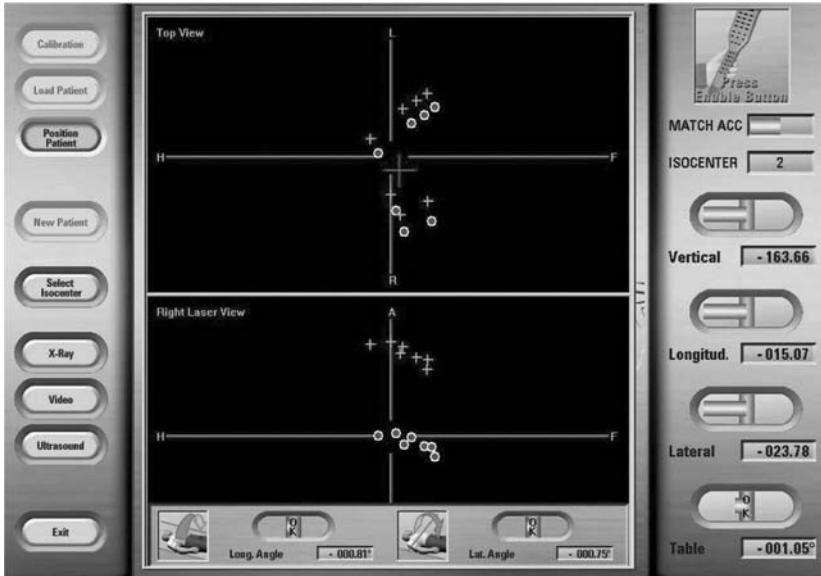 Calibration
Load Patient
Position
Patient
New Patient
Select
Isocenter
X-Ray
Video
Ultrasound
Exit
Top View
L
H
F
R
Right Laser View
A
H
F
Long. Angle
- 000.81°
OK
Lat. Angle
- 000.75°
OK
Press
Enable Button
MATCH ACC
ISOCENTER
2
Vertical
- 163.66
Longitud.
- 015.07
Lateral
- 023.78
OK
Table
- 001.05°